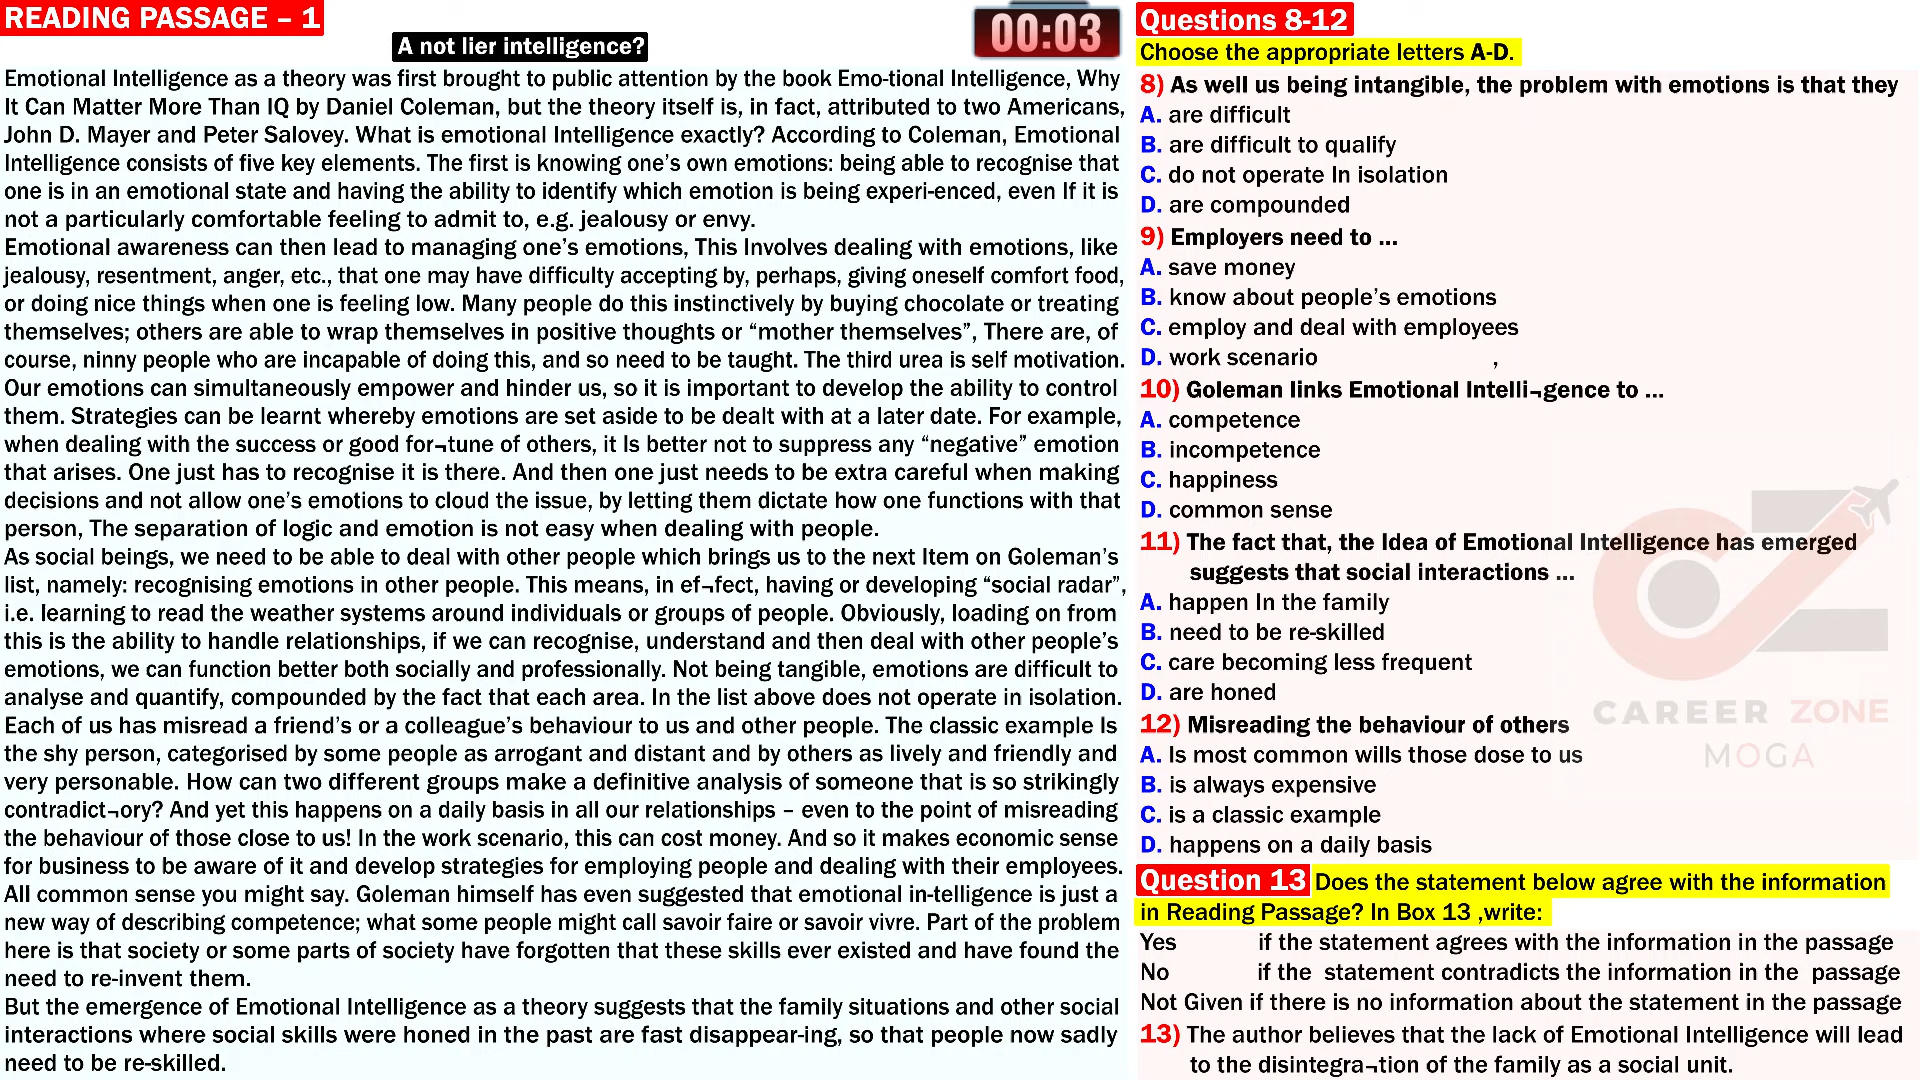 READING PASSAGE – 1
A not lier intelligence?
Emotional Intelligence as a theory was first brought to public attention by the book Emo-tional Intelligence, Why
It Can Matter More Than IQ by Daniel Coleman, but the theory itself is, in fact, attributed to two Americans,
John D. Mayer and Peter Salovey. What is emotional Intelligence exactly? According to Coleman, Emotional
Intelligence consists of five key elements. The first is knowing one's own emotions: being able to recognise that
one is in an emotional state and having the ability to identify which emotion is being experi-enced, even If it is
not a particularly comfortable feeling to admit to, e.g. jealousy or envy.
Emotional awareness can then lead to managing one's emotions, This Involves dealing with emotions, like
jealousy, resentment, anger, etc., that one may have difficulty accepting by, perhaps, giving oneself comfort food,
or doing nice things when one is feeling low. Many people do this instinctively by buying chocolate or treating
themselves; others are able to wrap themselves in positive thoughts or “mother themselves”, There are, of
course, ninny people who are incapable of doing this, and so need to be taught. The third urea is self motivation.
Our emotions can simultaneously empower and hinder us, so it is important to develop the ability to control
them. Strategies can be learnt whereby emotions are set aside to be dealt with at a later date. For example,
when dealing with the success or good for¬tune of others, it Is better not to suppress any “negative” emotion
that arises. One just has to recognise it is there. And then one just needs to be extra careful when making
decisions and not allow one's emotions to cloud the issue, by letting them dictate how one functions with that
person, The separation of logic and emotion is not easy when dealing with people.
As social beings, we need to be able to deal with other people which brings us to the next Item on Goleman's
list, namely: recognising emotions in other people. This means, in ef¬fect, having or developing “social radar”,
i.e. learning to read the weather systems around individuals or groups of people. Obviously, loading on from
this is the ability to handle relationships, if we can recognise, understand and then deal with other people's
emotions, we can function better both socially and professionally. Not being tangible, emotions are difficult to
analyse and quantify, compounded by the fact that each area. In the list above does not operate in isolation.
Each of us has misread a friend's or a colleague's behaviour to us and other people. The classic example Is
the shy person, categorised by some people as arrogant and distant and by others as lively and friendly and
very personable. How can two different groups make a definitive analysis of someone that is so strikingly
contradict¬ory? And yet this happens on a daily basis in all our relationships – even to the point of misreading
the behaviour of those close to us! In the work scenario, this can cost money. And so it makes economic sense
for business to be aware of it and develop strategies for employing people and dealing with their employees.
All common sense you might say. Goleman himself has even suggested that emotional in-telligence is just a
new way of describing competence; what some people might call savoir faire or savoir vivre. Part of the problem
here is that society or some parts of society have forgotten that these skills ever existed and have found the
need to re-invent them.
But the emergence of Emotional Intelligence as a theory suggests that the family situations and other social
interactions where social skills were honed in the past are fast disappear-ing, so that people now sadly
need to be re-skilled.
00:03
Questions 8-12
Choose the appropriate letters A-D.
8) As well us being intangible, the problem with emotions is that they
A. are difficult
B. are difficult to qualify
C. do not operate In isolation
D. are compounded
9) Employers need to ...
A. save money
B. know about people's emotions
C. employ and deal with employees
D. work scenario ,
10) Goleman links Emotional Intelli¬gence to ...
A. competence
B. incompetence
C. happiness
D. common sense
11) The fact that, the Idea of Emotional Intelligence has emerged
suggests that social interactions ...
A. happen In the family
B. need to be re-skilled
C. care becoming less frequent
D. are honed
12) Misreading the behaviour of others
A. Is most common wills those dose to us
B. is always expensive
C. is a classic example
D. happens on a daily basis
CAREER ZONE
MOGA
Question 13 Does the statement below agree with the information
in Reading Passage? In Box 13 ,write:
Yes if the statement agrees with the information in the passage
No if the statement contradicts the information in the passage
Not Given if there is no information about the statement in the passage
13) The author believes that the lack of Emotional Intelligence will lead
to the disintegra¬tion of the family as a social unit.